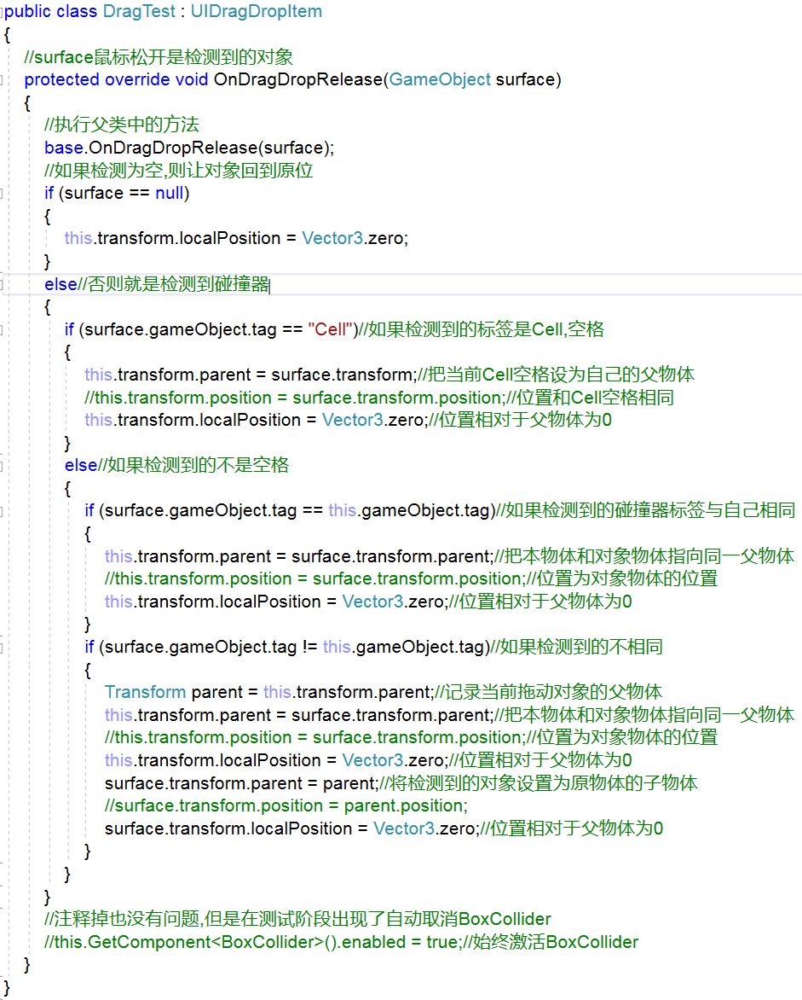 public class DragTest : UIDragDropItem
{
//surface鼠标松开是检测到的对象
protected override void OnDragDropRelease(GameObject surface)
{
//执行父类中的方法
base.OnDragDropRelease(surface);
//如果检测为空,则让对象回到原位
if (surface == null)
{
this.transform.localPosition = Vector3.zero;
}
else//否则就是检测到碰撞器
{
if (surface.gameObject.tag == "Cell")//如果检测到的标签是Cell,空格
{
this.transform.parent = surface.transform;//把当前Cell空格设为自己的父物体
//this.transform.position = surface.transform.position;//位置和Cell空格相同
this.transform.localPosition = Vector3.zero;//位置相对于父物体为0
}
else//如果检测到的不是空格
{
if (surface.gameObject.tag == this.gameObject.tag)//如果检测到的碰撞器标签与自己相同
{
this.transform.parent = surface.transform.parent;//把本物体和对象物体指向同一父物体
//this.transform.position = surface.transform.position;//位置为对象物体的位置
this.transform.localPosition = Vector3.zero;//位置相对于父物体为0
}
if (surface.gameObject.tag != this.gameObject.tag)//如果检测到的不相同
{
Transform parent = this.transform.parent;//记录当前拖动对象的父物体
this.transform.parent = surface.transform.parent;//把本物体和对象物体指向同一父物体
//this.transform.position = surface.transform.position;//位置为对象物体的位置
this.transform.localPosition = Vector3.zero;//位置相对于父物体为0
surface.transform.parent = parent;//将检测到的对象设置为原物体的子物体
//surface.transform.position = parent.position;
surface.transform.localPosition = Vector3.zero;//位置相对于父物体为0
}
}
}
//注释掉也没有问题,但是在测试阶段出现了自动取消BoxCollider
//this.GetComponent<BoxCollider>().enabled = true;//始终激活BoxCollider
}
}